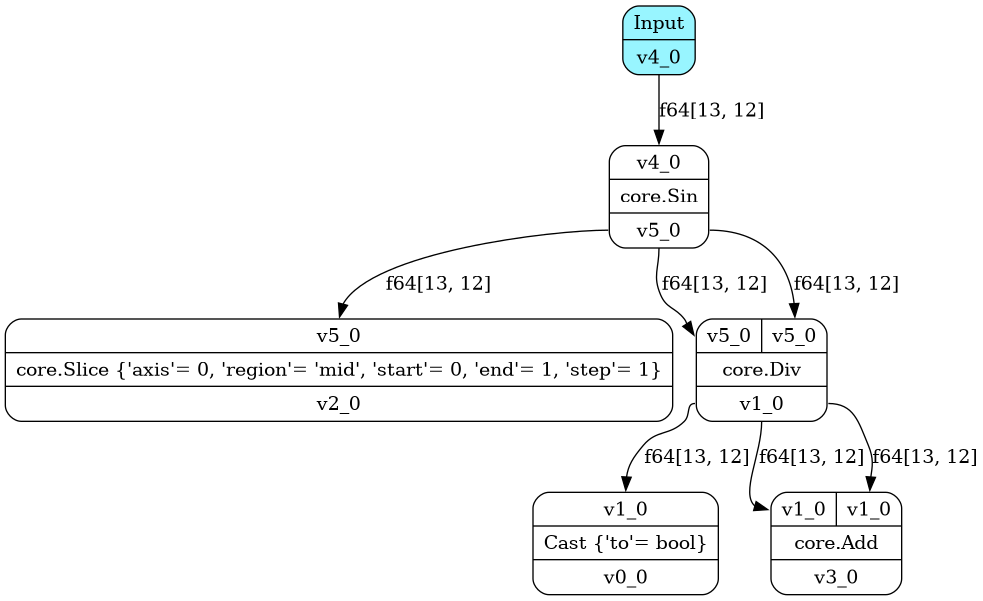 Input
v4_0
f64[13, 12]
v4_0
core.Sin
v5_0
f64[13, 12]
f64[13, 12]
f64[13, 12]
v5_0
core.Slice {'axis'= 0, 'region'= 'mid', 'start'= 0, 'end'= 1, 'step'= 1}
v2_0
v5_0
v5_0
core.Div
v1_0
f64[13, 12]
f64[13, 12]
f64[13, 12]
v1_0
Cast {'to'= bool}
v0_0
v1_0
v1_0
core.Add
v3_0